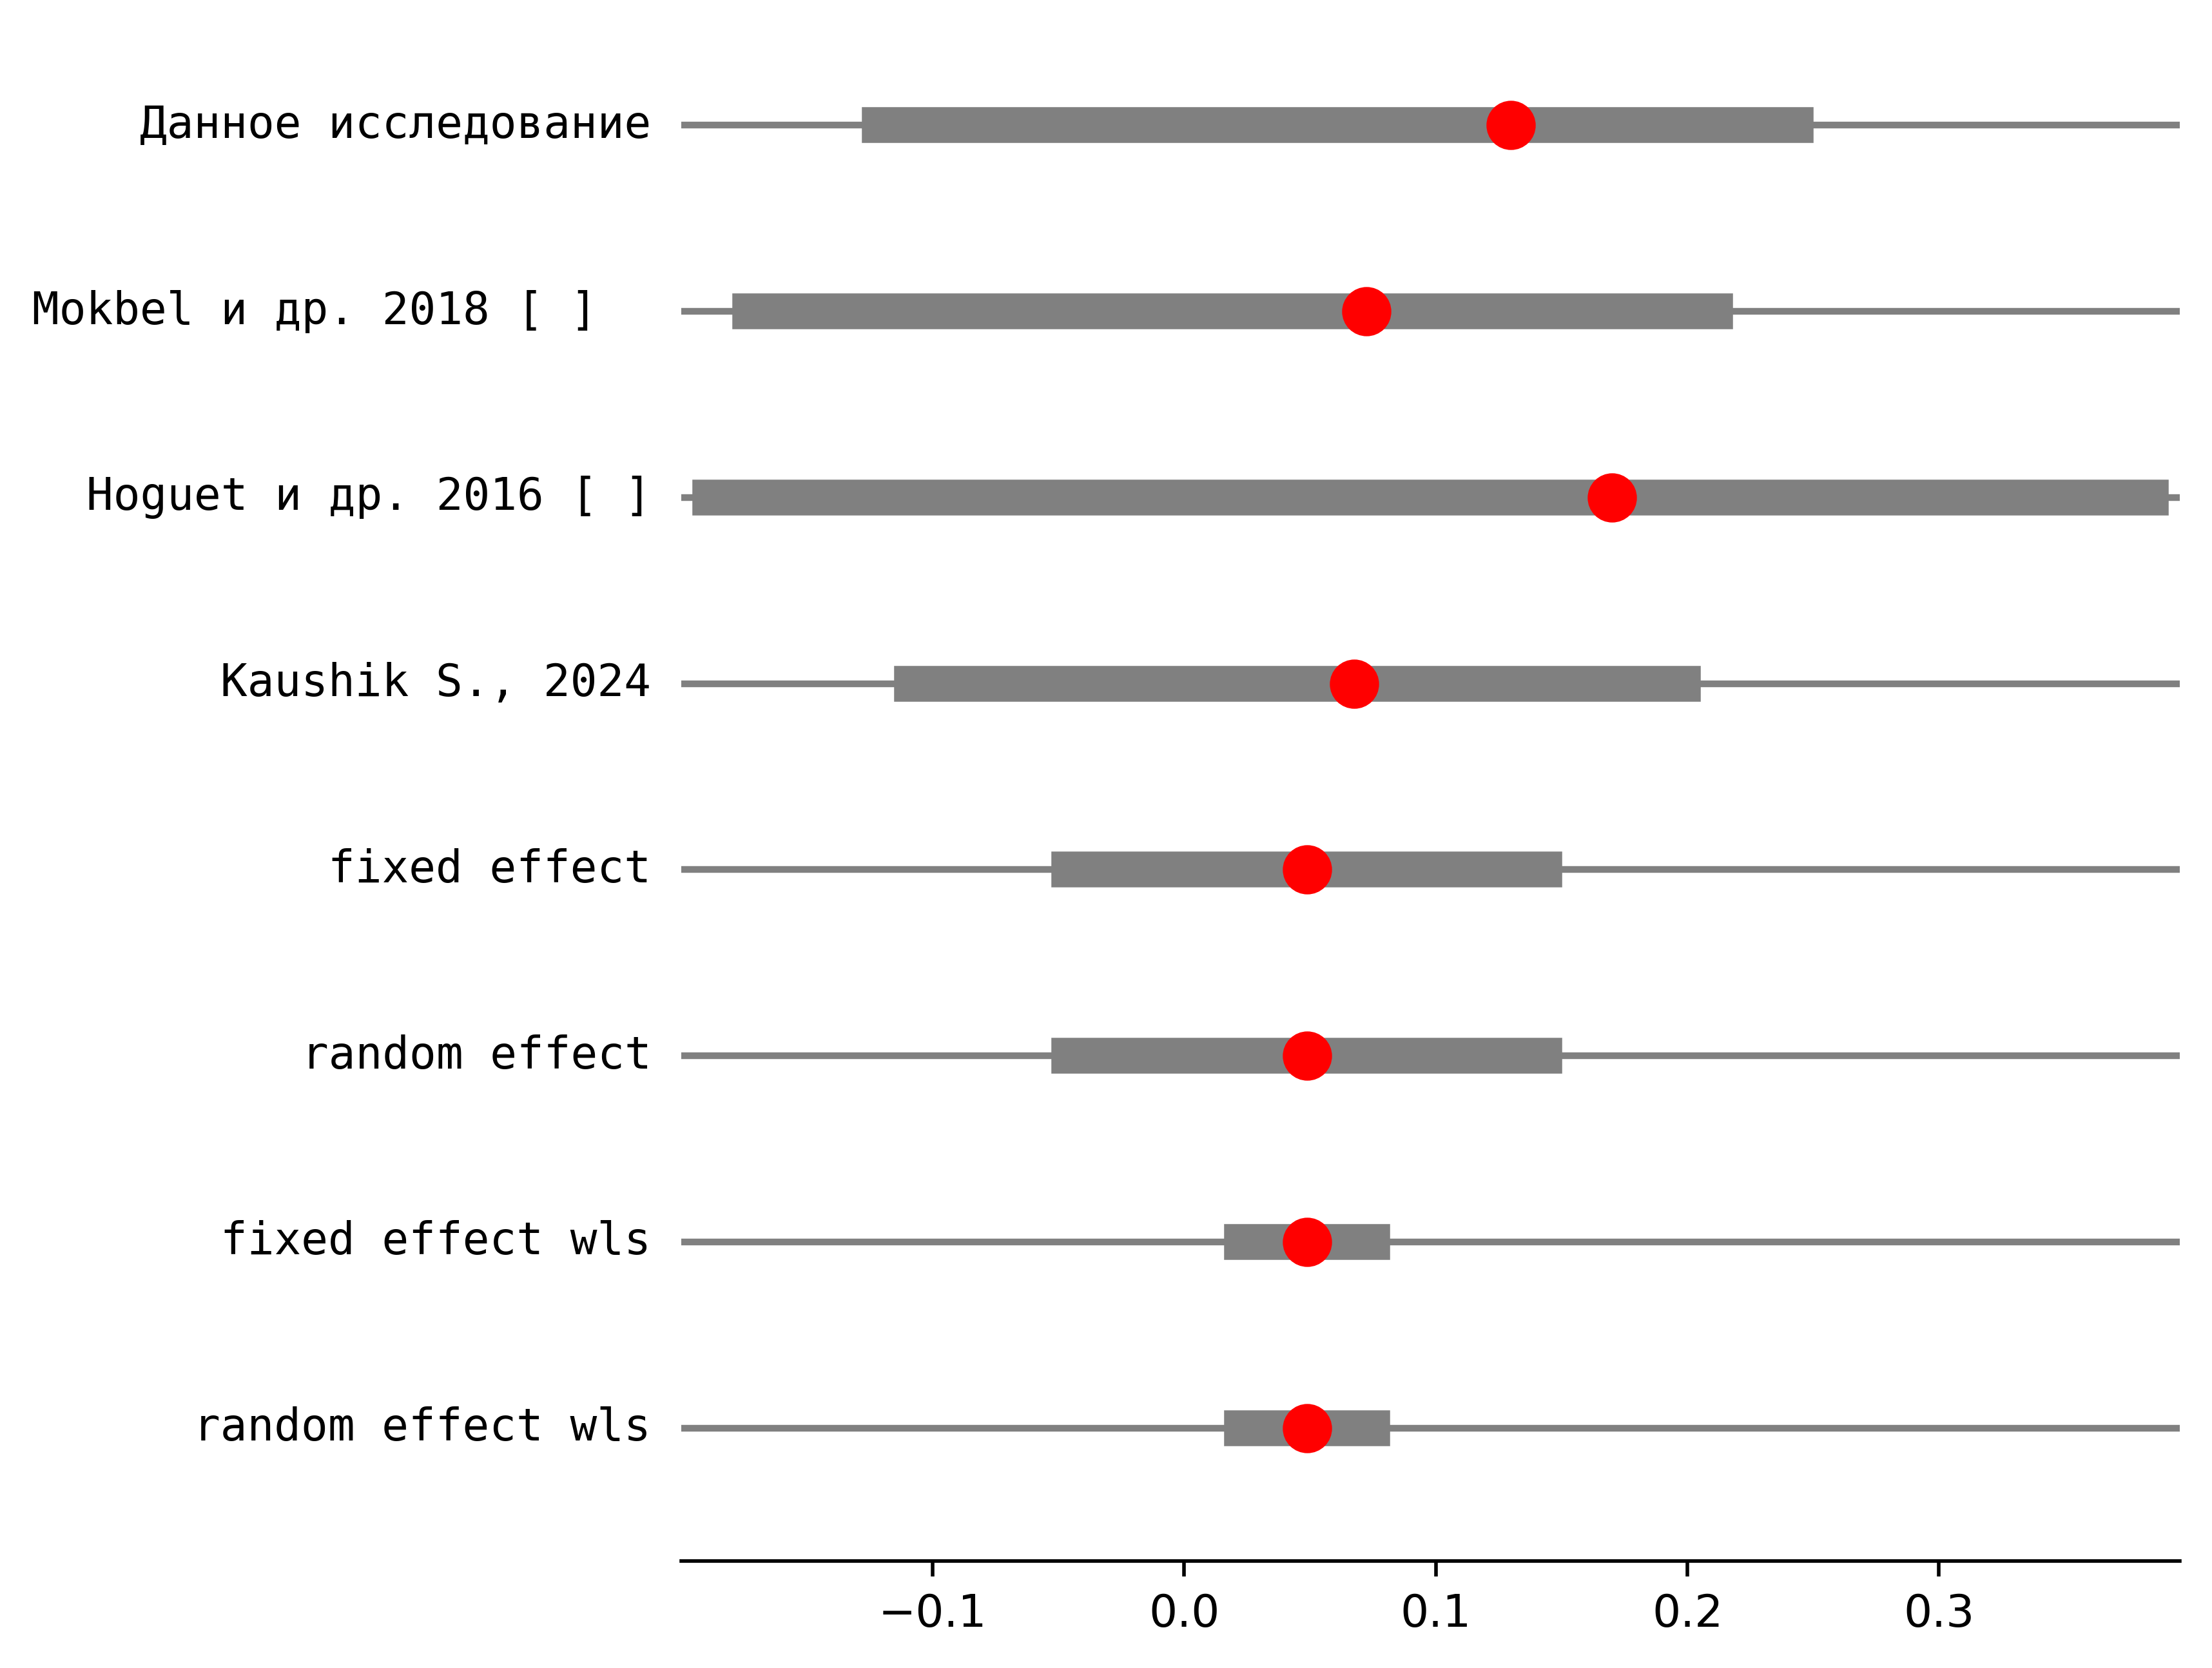 Данное исследование
Mokbel и др. 2018 [ ]
Hoguet и др. 2016 [ ]
Kaushik S., 2024
fixed effect
random effect
fixed effect wls
random effect wls
−0.1 0.0 0.1 0.2 0.3